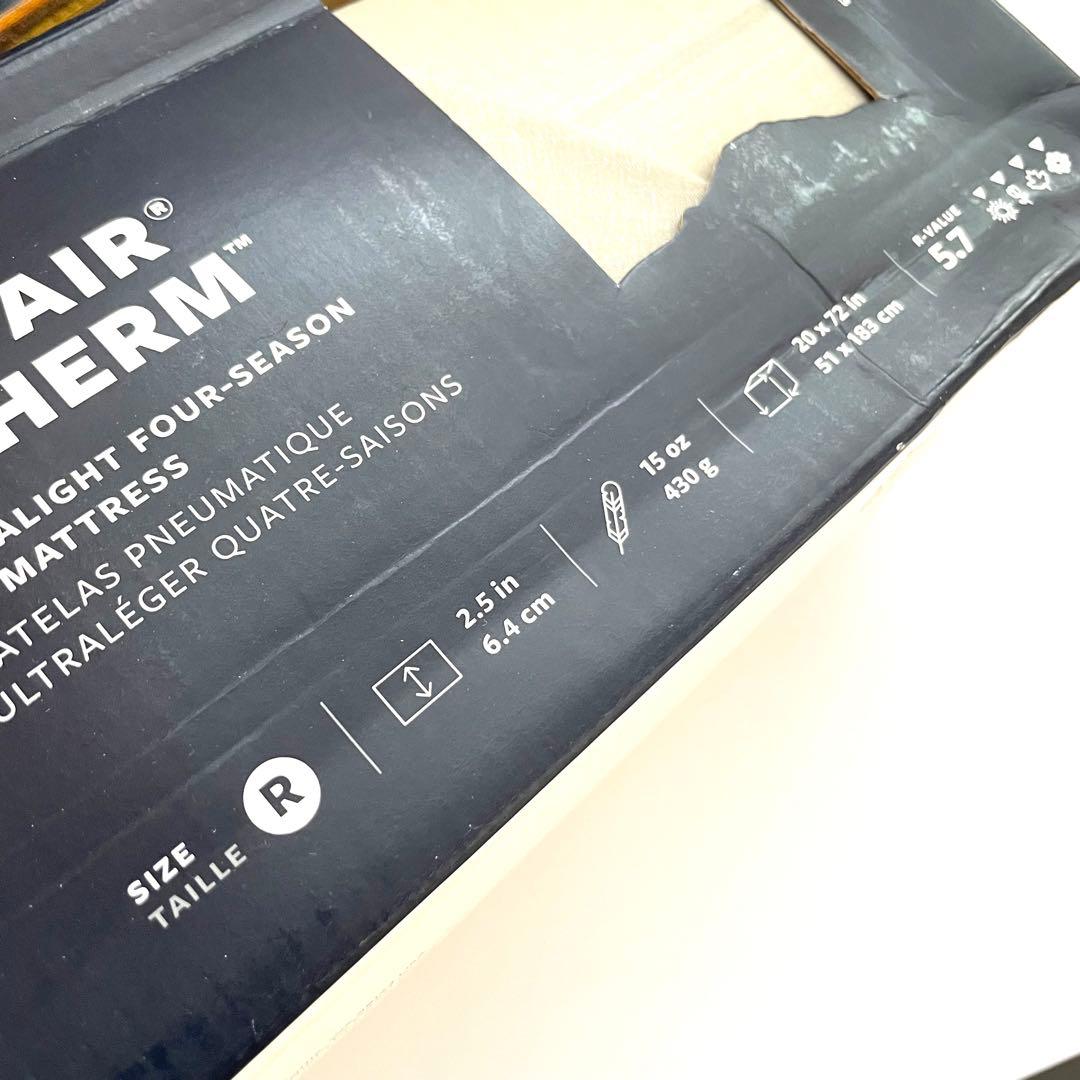 AIR®
HERM™
ALIGHT FOUR-SEASON
MATTRESS
ATELAS PNEUMATIQUE
ULTRALÉGER QUATRE-SAISONS
SIZE
TAILLE
R
2.5 in
6.4 cm
15 oz
430 g
20 x 72 in
51 x 183 cm
R-VALUE
5.7